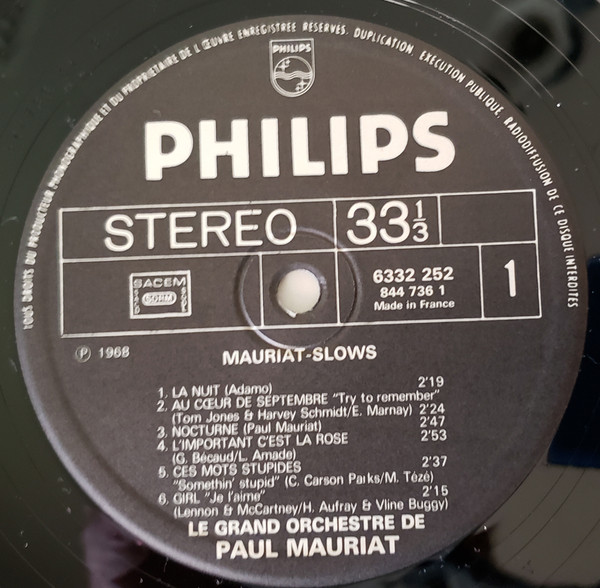 TOUS DROITS DU PRODUCTEUR PHONOGRAPHIQUE ET DU PROPRIETAIRE DE L'ŒUVRE ENREGISTREE RESERVES. DUPLICATION, EXECUTION PUBLIQUE, RADIODIFFUSION DE CE DISQUE INTERDITES
PHILIPS
PHILIPS
STEREO 33 1/3
SACEM
SDRM
6332 252
844 736 1
Made in France
1
Ⓟ 1968
MAURIAT-SLOWS
1. LA NUIT (Adamo) 2'19
2. AU CŒUR DE SEPTEMBRE "Try to remember"
(Tom Jones & Harvey Schmidt/E. Marnay) 2'24
3. NOCTURNE (Paul Mauriat) 2'47
4. L'IMPORTANT C'EST LA ROSE 2'53
(G. Bécaud/L. Amade)
5. CES MOTS STUPIDES 2'37
"Somethin' stupid" (C. Carson Parks/M. Tézé)
6. GIRL "Je l'aime" 2'15
(Lennon & McCartney/H. Aufray & Vline Buggy)
LE GRAND ORCHESTRE DE
PAUL MAURIAT